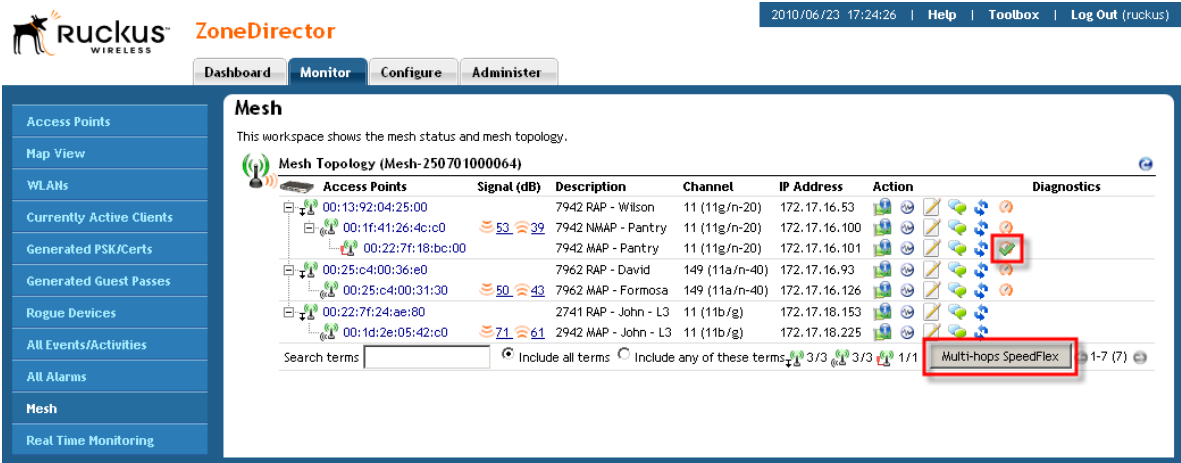 2010/06/23 17:24:26 | Help | Toolbox | Log Out (ruckus)
Ruckus WIRELESS ZoneDirector
Dashboard Monitor Configure Administer
Access Points
Map View
WLANs
Currently Active Clients
Generated PSK/Certs
Generated Guest Passes
Rogue Devices
All Events/Activities
All Alarms
Mesh
Real Time Monitoring
Mesh
This workspace shows the mesh status and mesh topology.
Mesh Topology (Mesh-250701000064)
Access Points Signal (dB) Description Channel IP Address Action Diagnostics
00:13:92:04:25:00 7942 RAP - Wilson 11 (11g/n-20) 172.17.16.53
00:1f:41:26:4c:c0 53 39 7942 NMAP - Pantry 11 (11g/n-20) 172.17.16.100
00:22:7f:18:bc:00 7942 MAP - Pantry 11 (11g/n-20) 172.17.16.101
00:25:c4:00:36:e0 7962 RAP - David 149 (11a/n-40) 172.17.16.93
00:25:c4:00:31:30 50 43 7962 MAP - Formosa 149 (11a/n-40) 172.17.16.126
00:22:7f:24:ae:80 2741 RAP - John - L3 11 (11b/g) 172.17.18.153
00:1d:2e:05:42:c0 71 61 2942 MAP - John - L3 11 (11b/g) 172.17.18.225
Search terms Include all terms Include any of these terms 3/3 3/3 1/1 Multi-hops SpeedFlex 1-7 (7)